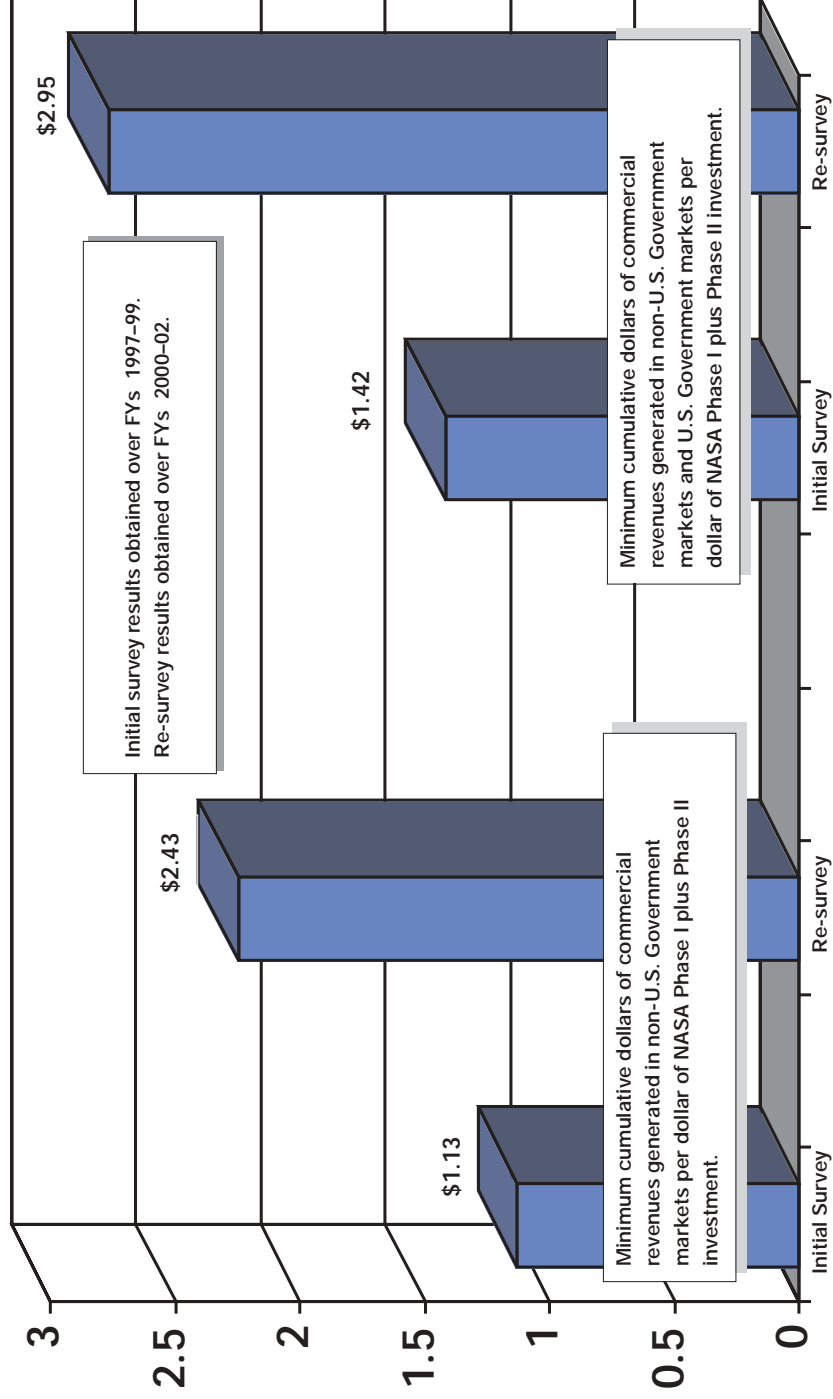 3
2.5
2
1.5
1
0.5
0
$1.13
$2.43
$1.42
$2.95
Initial survey results obtained over FYs 1997–99.
Re-survey results obtained over FYs 2000–02.
Minimum cumulative dollars of commercial
revenues generated in non-U.S. Government
markets per dollar of NASA Phase I plus Phase II
investment.
Minimum cumulative dollars of commercial
revenues generated in non-U.S. Government
markets and U.S. Government markets per
dollar of NASA Phase I plus Phase II investment.
Initial Survey
Re-survey
Initial Survey
Re-survey